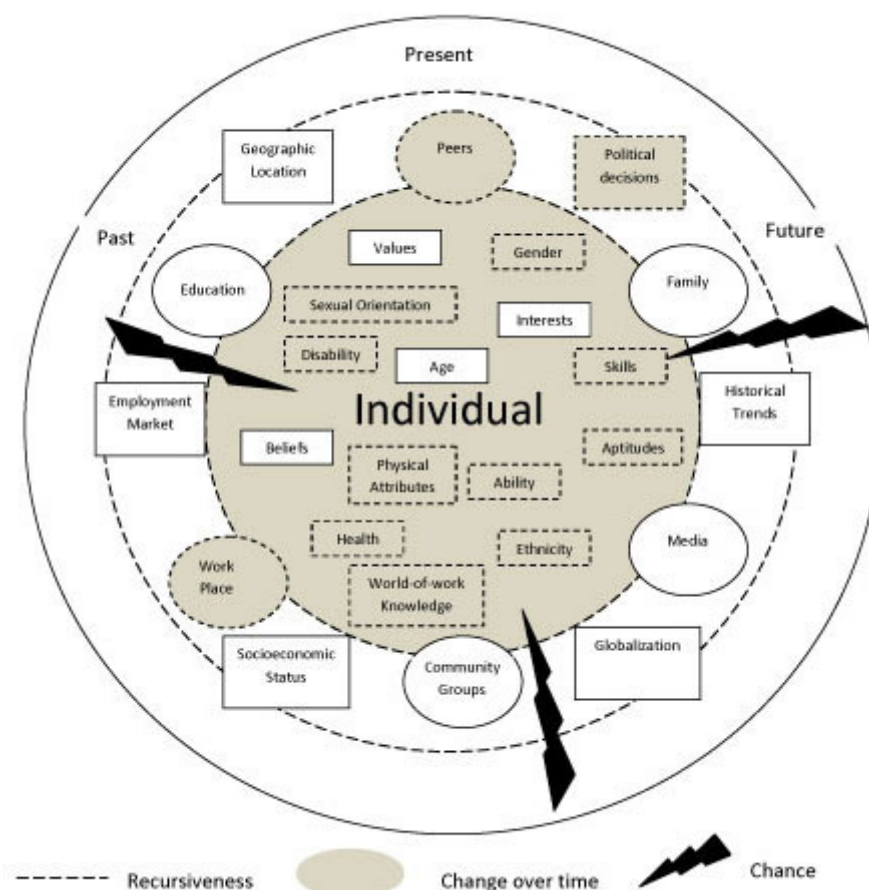 Present
Geographic
Location
Peers
Political
decisions
Past
Future
Values
Gender
Education
Family
Sexual Orientation
Interests
Disability
Age
Skills
Employment
Market
Individual
Historical
Trends
Beliefs
Physical
Attributes
Ability
Aptitudes
Health
Ethnicity
Media
Work
Place
World-of-work
Knowledge
Socioeconomic
Status
Community
Groups
Globalization
Recursiveness
Change over time
Chance